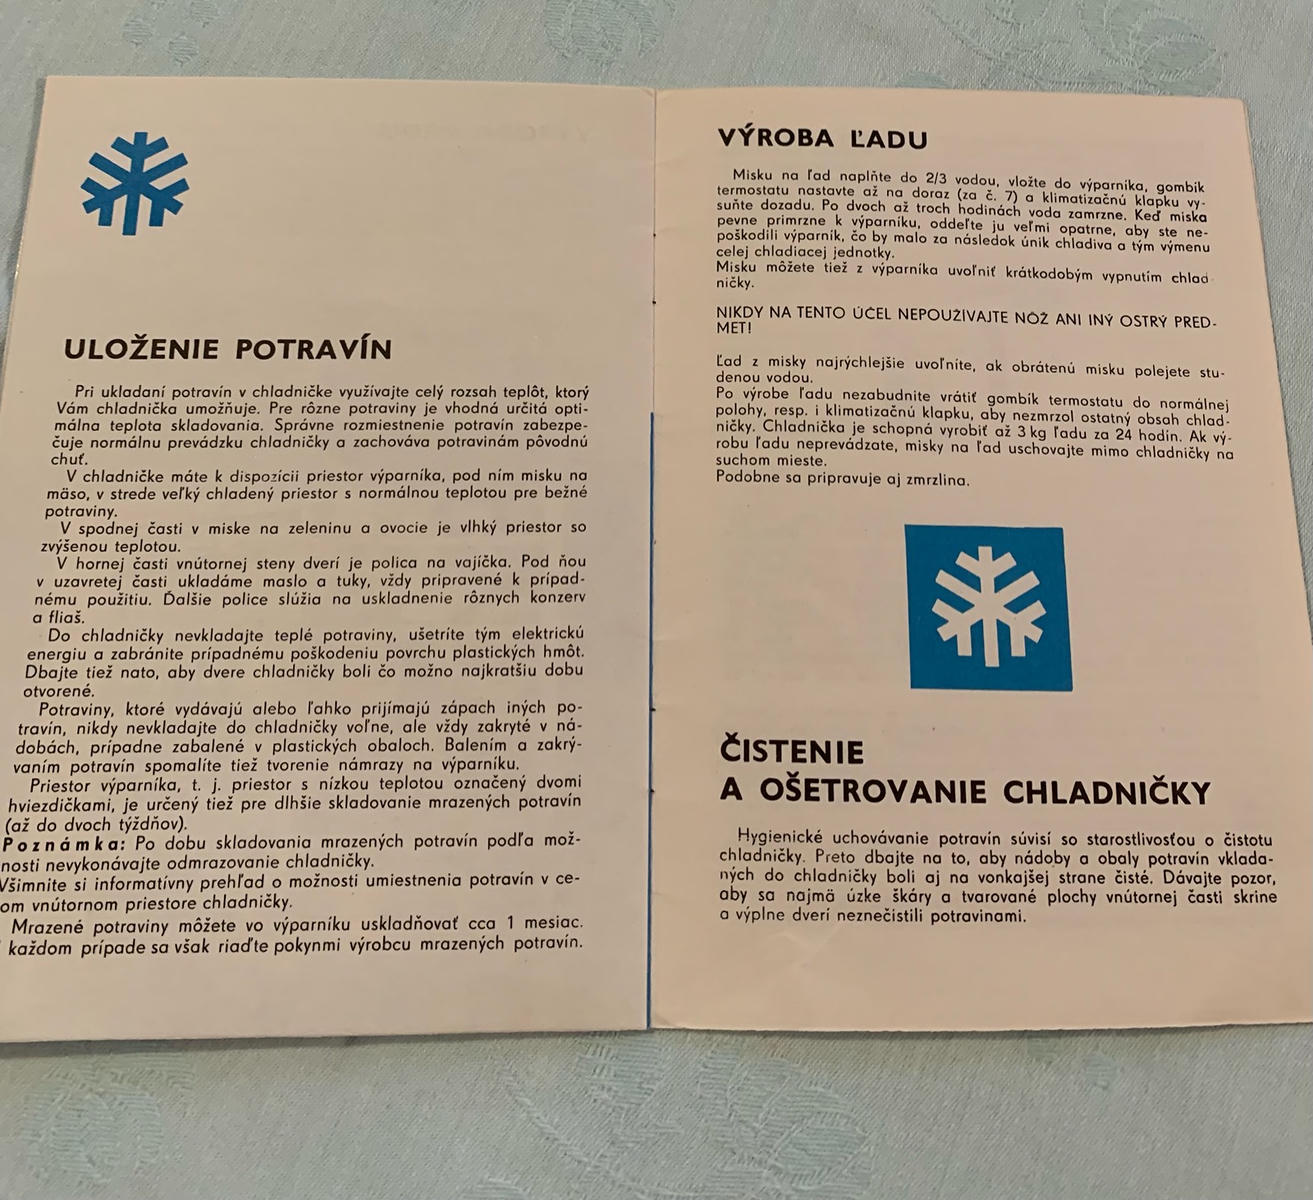 ULOŽENIE POTRAVÍN
Pri ukladaní potravín v chladničke využívajte celý rozsah teplôt, ktorý
Vám chladnička umožňuje. Pre rôzne potraviny je vhodná určitá opti-
málna teplota skladovania. Správne rozmiestnenie potravín zabezpe-
čuje normálnu prevádzku chladničky a zachováva potravinám pôvodnú
chuť.
V chladničke máte k dispozícii priestor výparníka, pod ním misku na
mäso, v strede veľký chladený priestor s normálnou teplotou pre bežné
potraviny.
V spodnej časti v miske na zeleninu a ovocie je vlhký priestor so
zvýšenou teplotou.
V hornej časti vnútornej steny dverí je polica na vajíčka. Pod ňou
v uzavretej časti ukladáme maslo a tuky, vždy pripravené k prípad-
nému použitiu. Ďalšie police slúžia na uskladnenie rôznych konzerv
a fliaš.
Do chladničky nevkladajte teplé potraviny, ušetríte tým elektrickú
energiu a zabránite prípadnému poškodeniu povrchu plastických hmôt.
Dbajte tiež nato, aby dvere chladničky boli čo možno najkratšiu dobu
otvorené.
Potraviny, ktoré vydávajú alebo ľahko prijímajú zápach iných po-
travín, nikdy nevkladajte do chladničky voľne, ale vždy zakryté v ná-
dobách, prípadne zabalené v plastických obaloch. Balením a zakrý-
vaním potravín spomalíte tiež tvorenie námrazy na výparníku.
Priestor výparníka, t. j. priestor s nízkou teplotou označený dvomi
hviezdičkami, je určený tiež pre dlhšie skladovanie mrazených potravín
(až do dvoch týždňov).
Poznámka: Po dobu skladovania mrazených potravín podľa mož-
nosti nevykonávajte odmrazovanie chladničky.
Všimnite si informatívny prehľad o možnosti umiestnenia potravín v ce-
om vnútornom priestore chladničky.
Mrazené potraviny môžete vo výparníku uskladňovať cca 1 mesiac.
každom prípade sa však riaďte pokynmi výrobcu mrazených potravín.
VÝROBA ĽADU
Misku na ľad naplňte do 2/3 vodou, vložte do výparníka, gombík
termostatu nastavte až na doraz (za č. 7) a klimatizačnú klapku vy-
suňte dozadu. Po dvoch až troch hodinách voda zamrzne. Keď miska
pevne primrzne k výparníku, oddeľte ju veľmi opatrne, aby ste ne-
poškodili výparník, čo by malo za následok únik chladiva a tým výmenu
celej chladiacej jednotky.
Misku môžete tiež z výparníka uvoľniť krátkodobým vypnutím chlad-
ničky.
NIKDY NA TENTO ÚČEL NEPOUŽÍVAJTE NÔŽ ANI INÝ OSTRÝ PRED-
MET!
Ľad z misky najrýchlejšie uvoľníte, ak obrátenú misku polejete stu-
denou vodou.
Po výrobe ľadu nezabudnite vrátiť gombík termostatu do normálnej
polohy, resp. i klimatizačnú klapku, aby nezmrzol ostatný obsah chlad-
ničky. Chladnička je schopná vyrobiť až 3 kg ľadu za 24 hodin. Ak vý-
robu ľadu neprevádzate, misky na ľad uschovajte mimo chladničky na
suchom mieste.
Podobne sa pripravuje aj zmrzlina.
ČISTENIE
A OŠETROVANIE CHLADNIČKY
Hygienické uchovávanie potravín súvisí so starostlivosťou o čistotu
chladničky. Preto dbajte na to, aby nádoby a obaly potravín vklada-
ných do chladničky boli aj na vonkajšej strane čisté. Dávajte pozor,
aby sa najmä úzke škáry a tvarované plochy vnútornej časti skrine
a výplne dverí neznečistili potravinami.